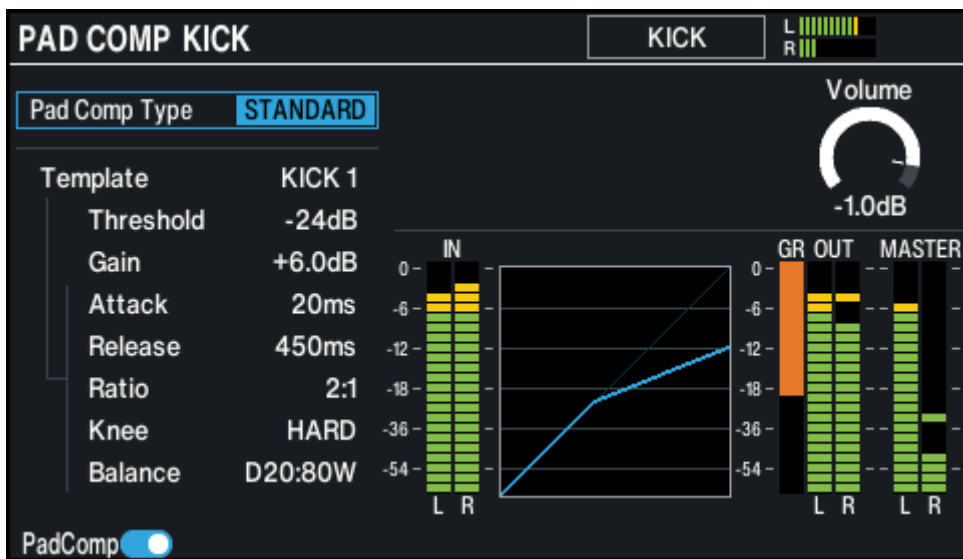 PAD COMP KICK
KICK
L
R
Pad Comp Type STANDARD
Volume
-1.0dB
Template KICK 1
Threshold -24dB
Gain +6.0dB
Attack 20ms
Release 450ms
Ratio 2:1
Knee HARD
Balance D20:80W
PadComp
IN
0
-6
-12
-18
-36
-54
L R
GR OUT MASTER
0
-6
-12
-18
-36
-54
L R L R